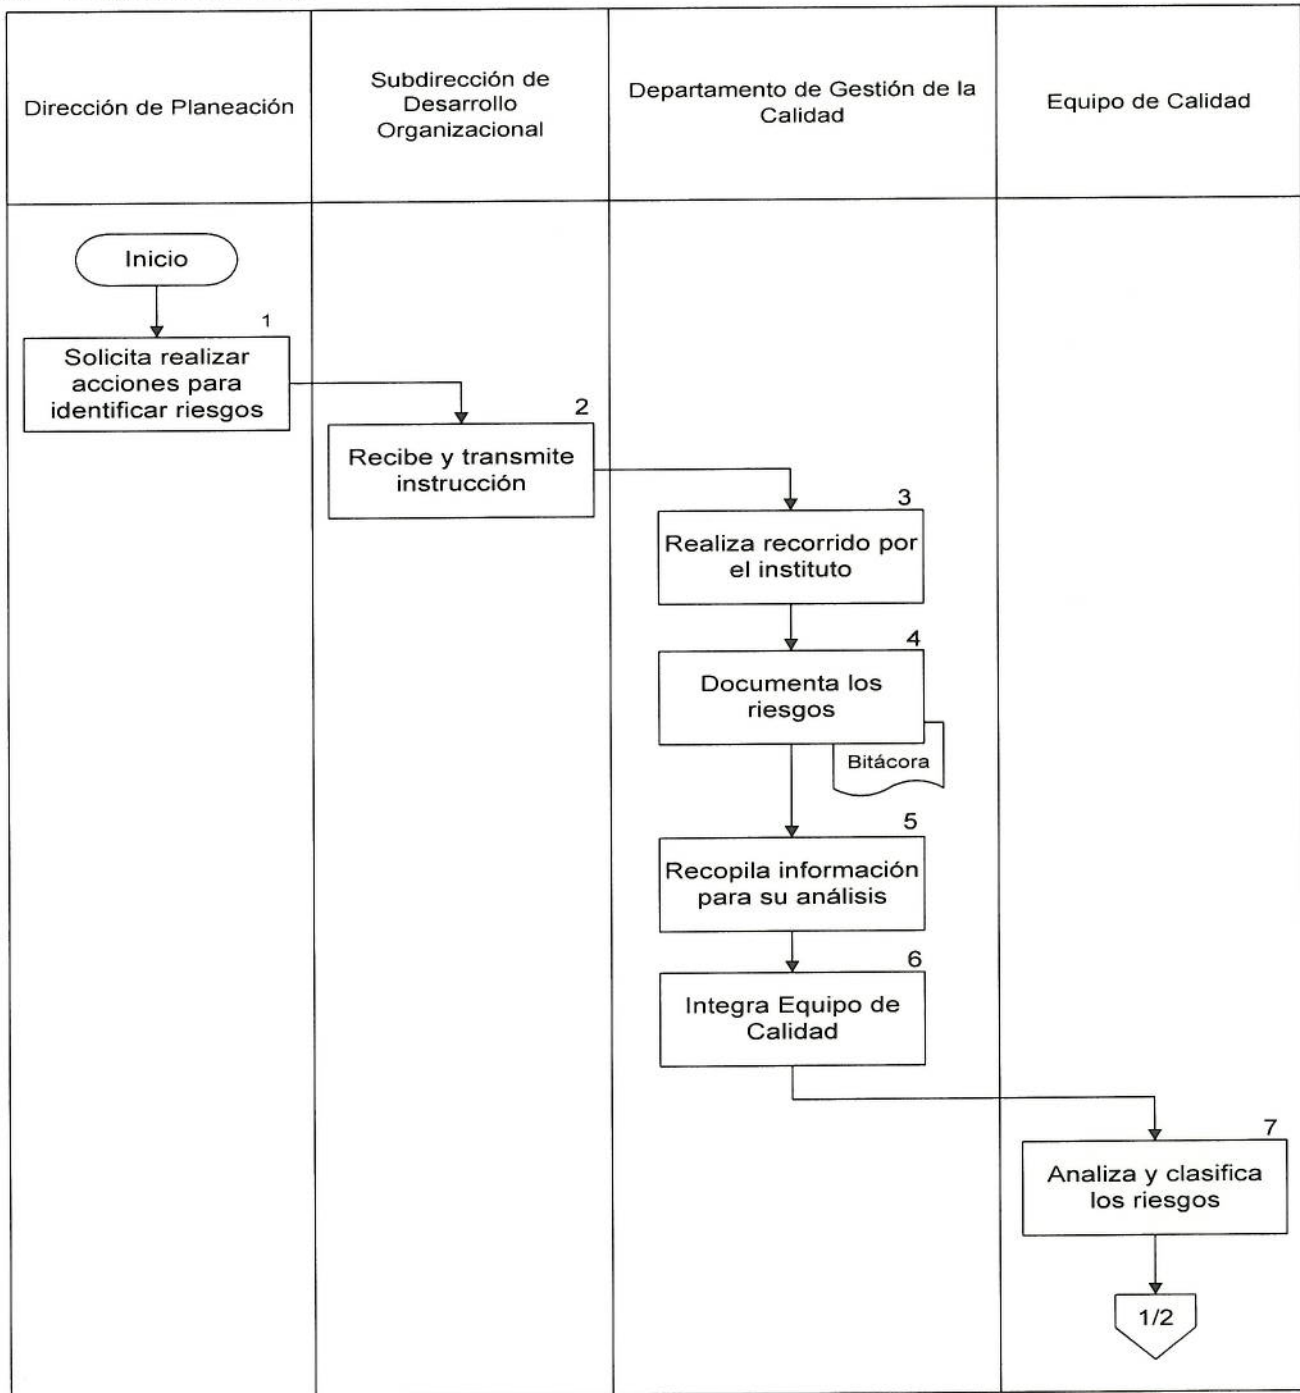 Dirección de Planeación
Subdirección de
Desarrollo
Organizacional
Departamento de Gestión de la
Calidad
Equipo de Calidad
Inicio
1
Solicita realizar
acciones para
identificar riesgos
2
Recibe y transmite
instrucción
3
Realiza recorrido por
el instituto
4
Documenta los
riesgos
Bitácora
5
Recopila información
para su análisis
6
Integra Equipo de
Calidad
7
Analiza y clasifica
los riesgos
1/2